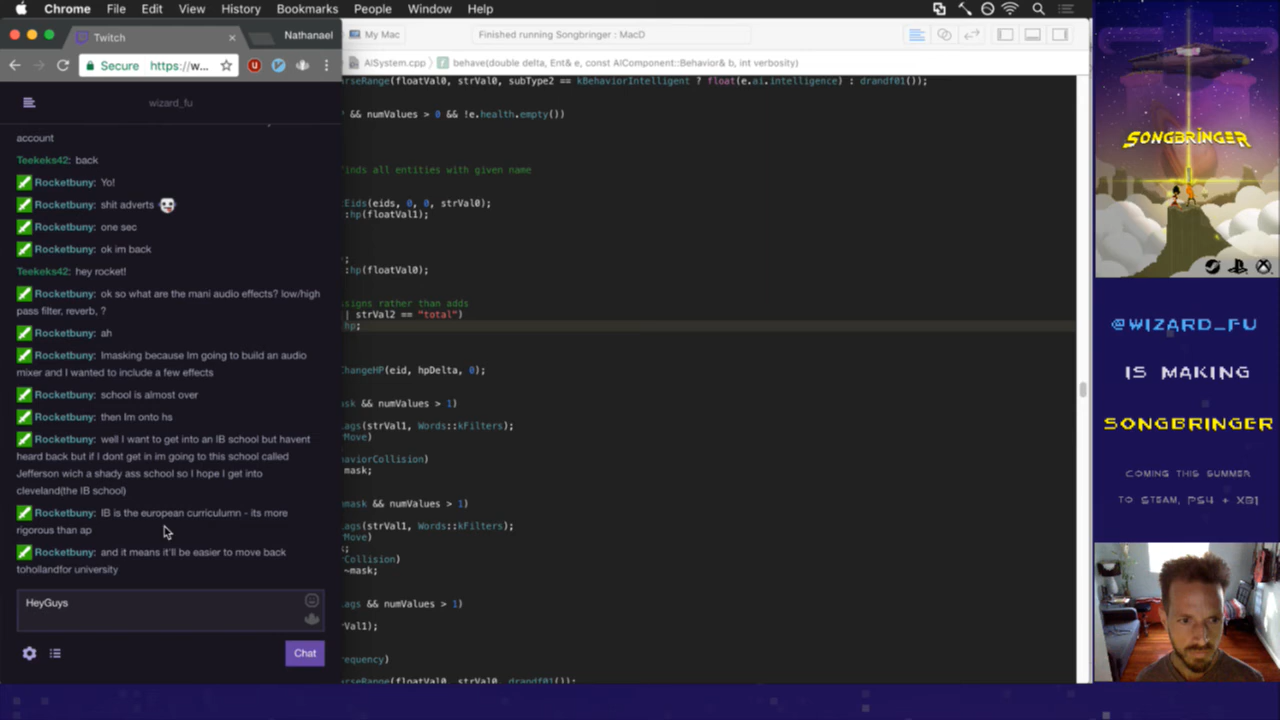 Chrome File Edit View History Bookmarks People Window Help
Twitch
Nathanael
Secure https://w...
wizard_fu
account
Teekeks42: back
Rocketbuny: Yo!
Rocketbuny: shit adverts
Rocketbuny: one sec
Rocketbuny: ok im back
Teekeks42: hey rocket!
Rocketbuny: ok so what are the mani audio effects? low/high
pass filter, reverb, ?
Rocketbuny: ah
Rocketbuny: Imasking because Im going to build an audio
mixer and I wanted to include a few effects
Rocketbuny: school is almost over
Rocketbuny: then Im onto hs
Rocketbuny: well I want to get into an IB school but havent
heard back but if I dont get in im going to this school called
Jefferson wich a shady ass school so I hope I get into
cleveland(the IB school)
Rocketbuny: IB is the european curriculumn - its more
rigorous than ap
Rocketbuny: and it means it'll be easier to move back
tohollandfor university
HeyGuys
Chat
My Mac
Finished running Songbringer : MacD
AISystem.cpp
behave(double delta, Ent& e, const AIComponent::Behavior& b, int verbosity)
arseRange(floatVal0, strVal0, subType2 == kBehaviorIntelligent ? float(e.ai.intelligence) : drandf01());
&& numValues > 0 && !e.health.empty())
inds all entities with given name
tEids(eids, 0, 0, strVal0);
:hp(floatVal1);
;
:hp(floatVal0);
ssigns rather than adds
| strVal2 == "total")
hp;
ChangeHP(eid, hpDelta, 0);
ask && numValues > 1)
lags(strVal1, Words::kFilters);
rMove)
haviorCollision)
mask;
nmask && numValues > 1)
lags(strVal1, Words::kFilters);
rMove)
;
Collision)
~mask;
ags && numValues > 1)
rVal1);
equency)
arseRange(floatVal0, strVal0, drandf01());
SONGBRINGER
@WIZARD_FU
IS MAKING
SONGBRINGER
COMING THIS SUMMER
TO STEAM, PS4 + XB1